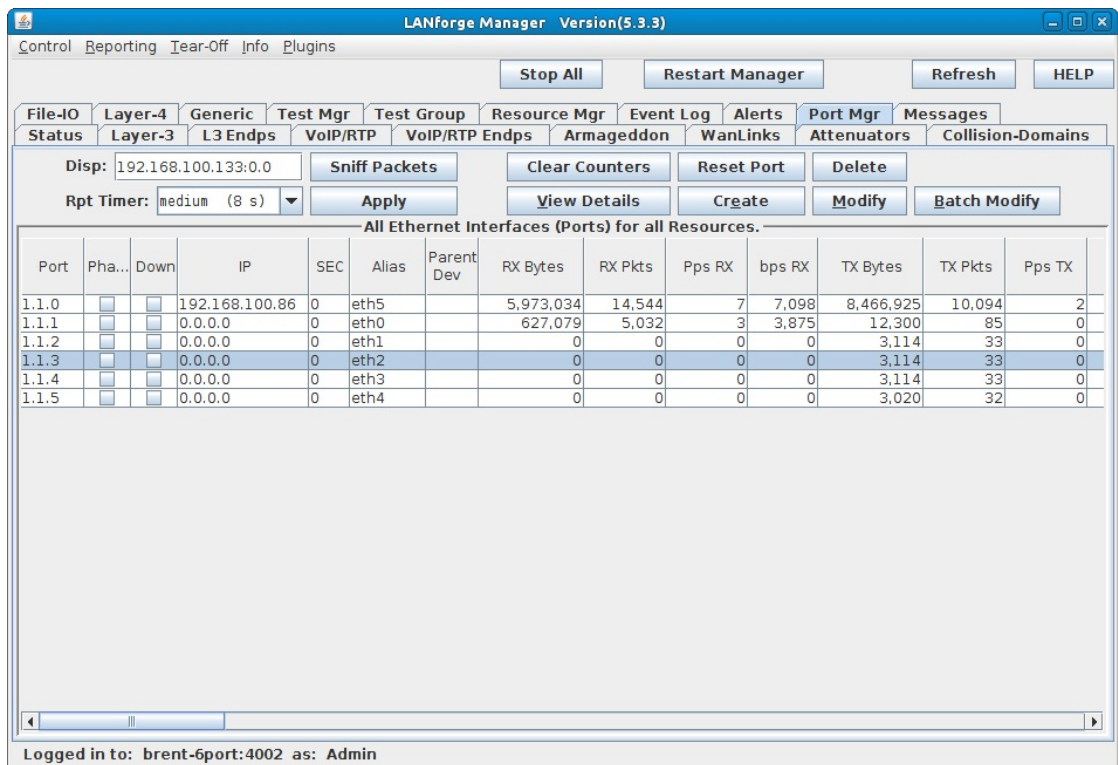 LANforge Manager Version(5.3.3)
Control Reporting Tear-Off Info Plugins
Stop All Restart Manager Refresh HELP
File-IO Layer-4 Generic Test Mgr Test Group Resource Mgr Event Log Alerts Port Mgr Messages
Status Layer-3 L3 Endps VoIP/RTP VoIP/RTP Endps Armageddon WanLinks Attenuators Collision-Domains
Disp: 192.168.100.133:0.0 Sniff Packets Clear Counters Reset Port Delete
Rpt Timer: medium (8 s) Apply View Details Create Modify Batch Modify
All Ethernet Interfaces (Ports) for all Resources.
Port Pha... Down IP SEC Alias Parent Dev RX Bytes RX Pkts Pps RX bps RX TX Bytes TX Pkts Pps TX
1.1.0 192.168.100.86 0 eth5 5,973,034 14,544 7 7,098 8,466,925 10,094 2
1.1.1 0.0.0.0 0 eth0 627,079 5,032 3 3,875 12,300 85 0
1.1.2 0.0.0.0 0 eth1 0 0 0 0 3,114 33 0
1.1.3 0.0.0.0 0 eth2 0 0 0 0 3,114 33 0
1.1.4 0.0.0.0 0 eth3 0 0 0 0 3,114 33 0
1.1.5 0.0.0.0 0 eth4 0 0 0 0 3,020 32 0
Logged in to: brent-6port:4002 as: Admin